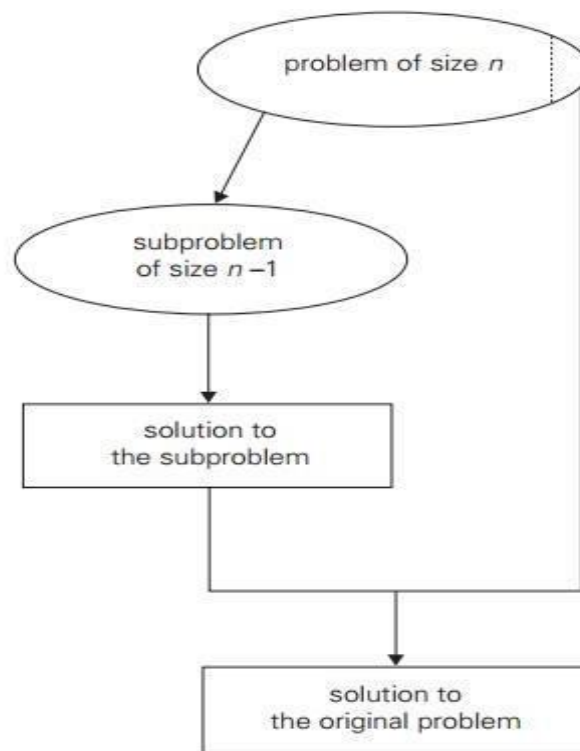 problem of size n
subproblem
of size n –1
solution to
the subproblem
solution to
the original problem